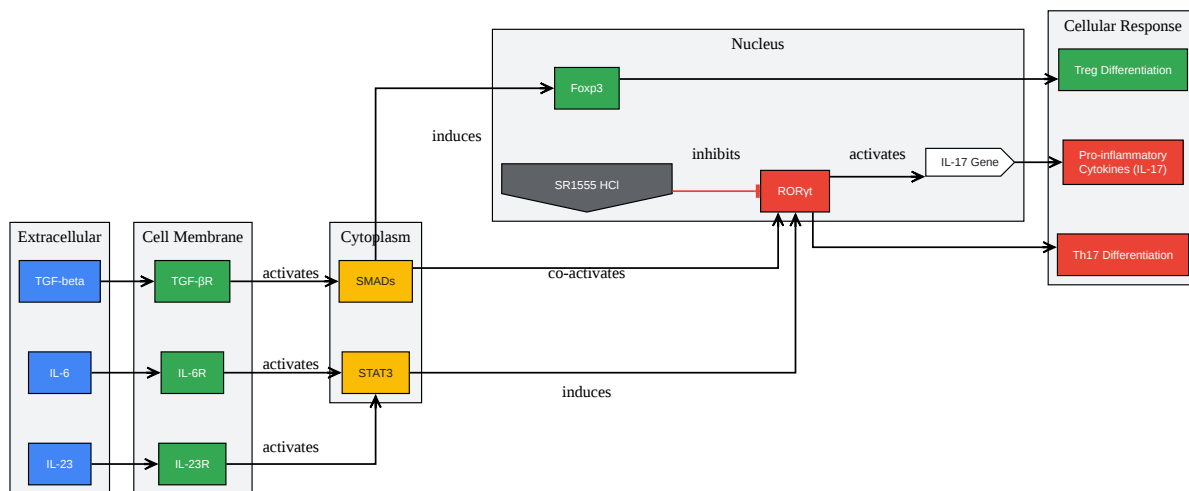 Cellular Response
Nucleus
Foxp3
Treg Differentiation
induces
inhibits
activates
IL-17 Gene
Pro-inflammatory
Cytokines (IL-17)
SR1555 HCl
RORγt
Extracellular
Cell Membrane
Cytoplasm
Th17 Differentiation
TGF-beta
TGF-βR
activates
SMADs
co-activates
IL-6
IL-6R
activates
STAT3
induces
IL-23
IL-23R
activates